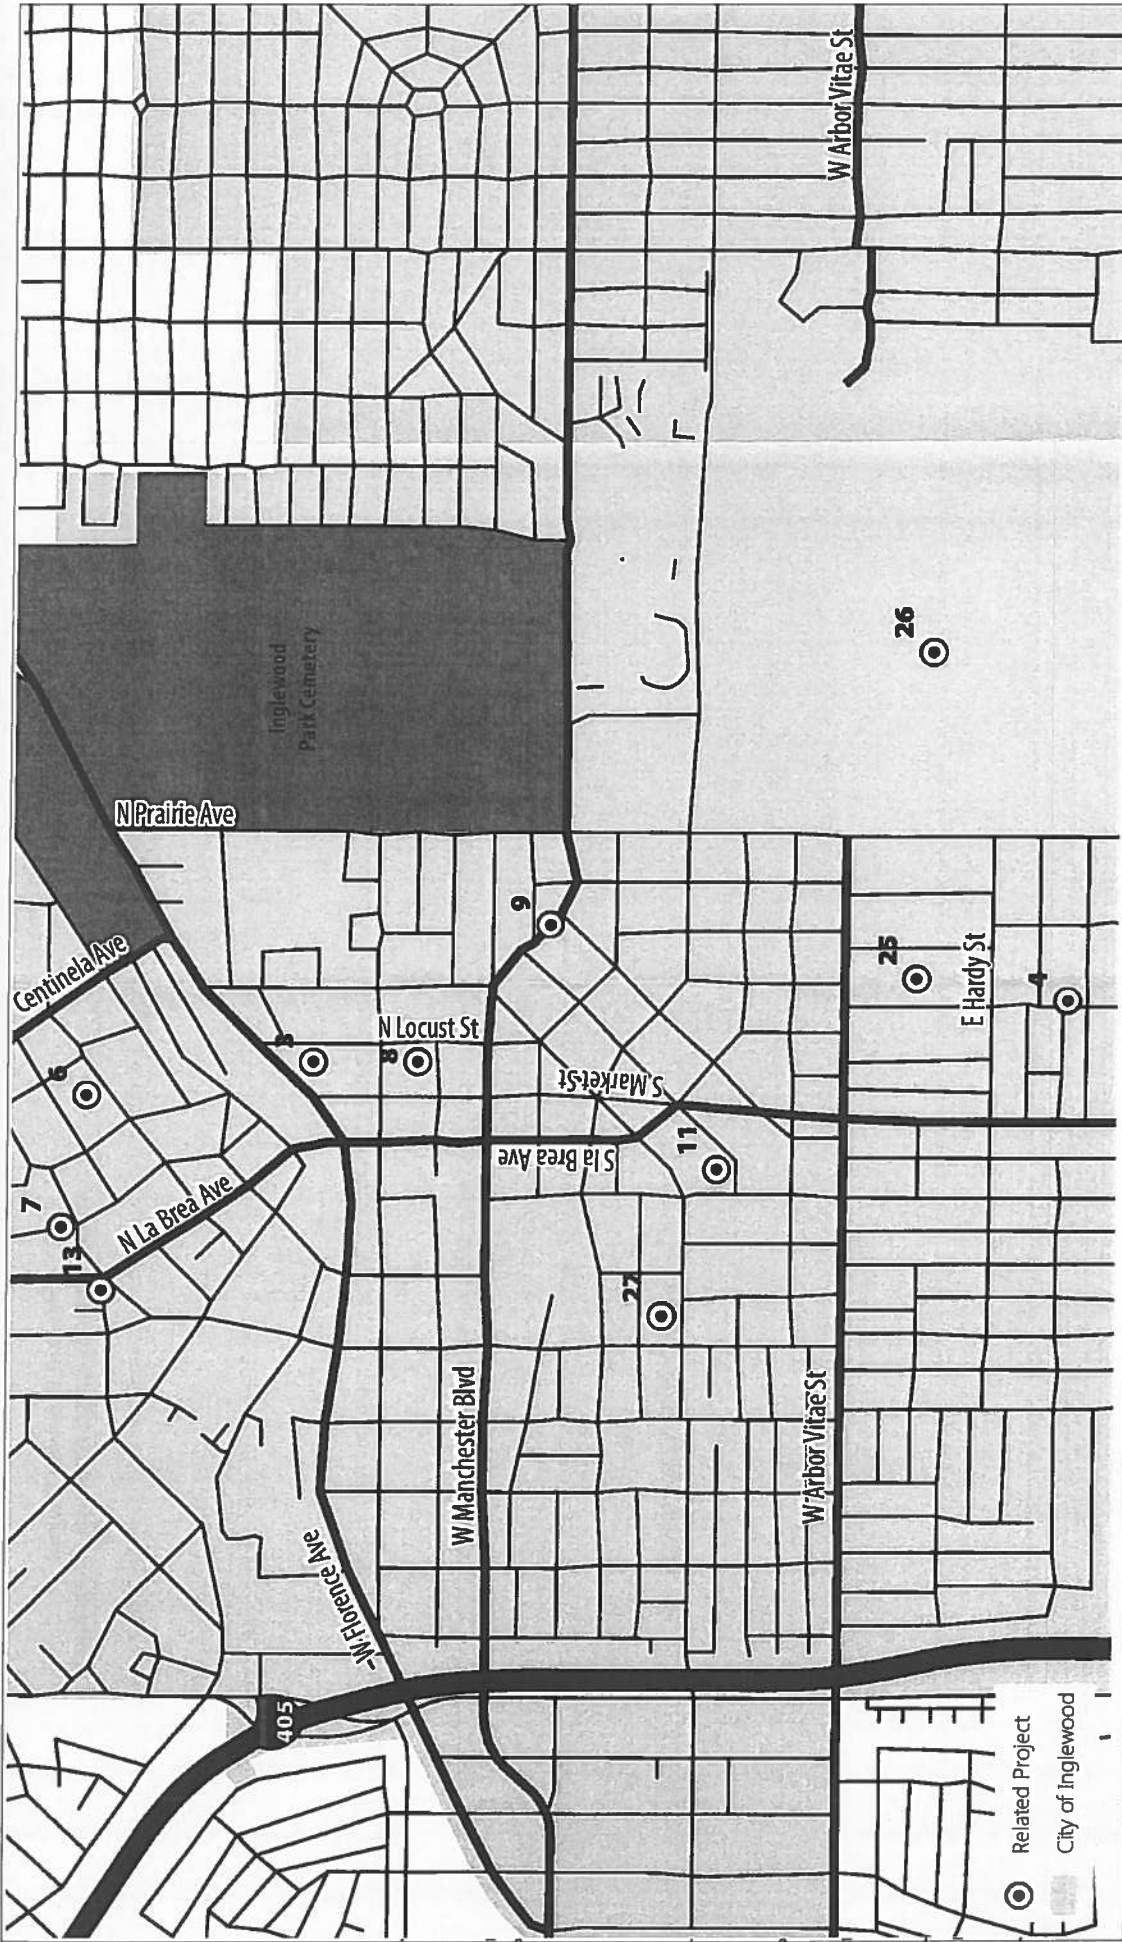 Centinela Ave
N Prairie Ave
Inglewood
Park Cemetery
W Arbor Vitae St
7
6
13
N La Brea Ave
8
N Locust St
9
S Market St
S la Brea Ave
11
26
25
E Hardy St
4
27
405
W Florence Ave
W Manchester Blvd
W Arbor Vitae St
Related Project
City of Inglewood